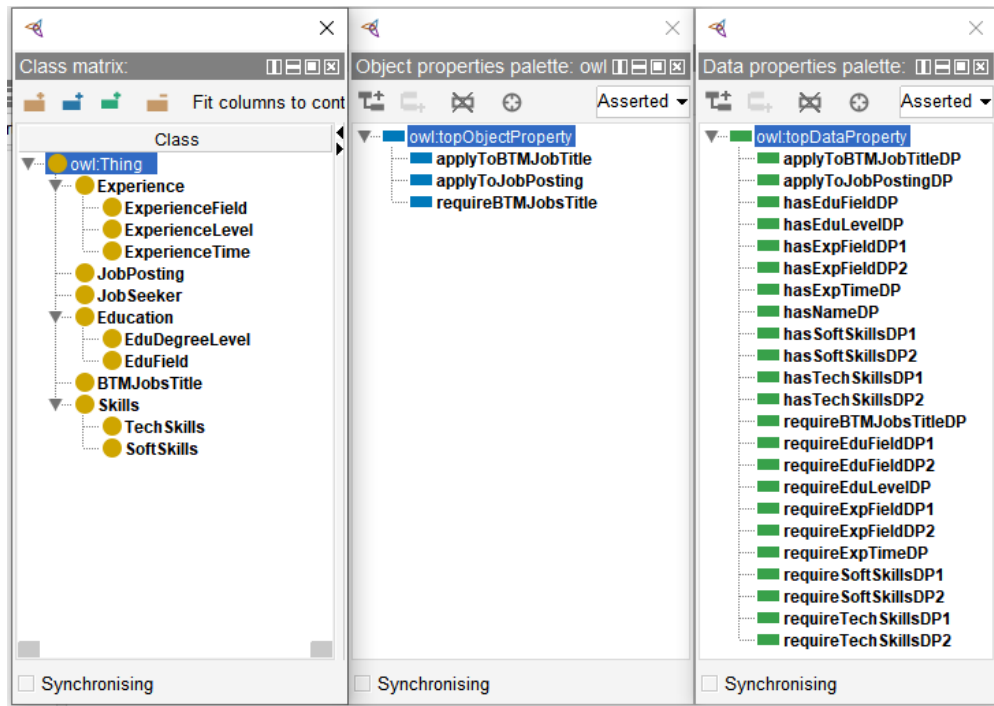 Class matrix:
Fit columns to cont
Class
owl:Thing
Experience
ExperienceField
ExperienceLevel
ExperienceTime
JobPosting
JobSeeker
Education
EduDegreeLevel
EduField
BTMJobsTitle
Skills
TechSkills
SoftSkills
Synchronising
Object properties palette: owl
Asserted
owl:topObjectProperty
applyToBTMJobTitle
applyToJobPosting
requireBTMJobsTitle
Synchronising
Data properties palette:
Asserted
owl:topDataProperty
applyToBTMJobTitleDP
applyToJobPostingDP
hasEduFieldDP
hasEduLevelDP
hasExpFieldDP1
hasExpFieldDP2
hasExpTimeDP
hasNameDP
hasSoftSkillsDP1
hasSoftSkillsDP2
hasTechSkillsDP1
hasTechSkillsDP2
requireBTMJobsTitleDP
requireEduFieldDP1
requireEduFieldDP2
requireEduLevelDP
requireExpFieldDP1
requireExpFieldDP2
requireExpTimeDP
requireSoftSkillsDP1
requireSoftSkillsDP2
requireTechSkillsDP1
requireTechSkillsDP2
Synchronising